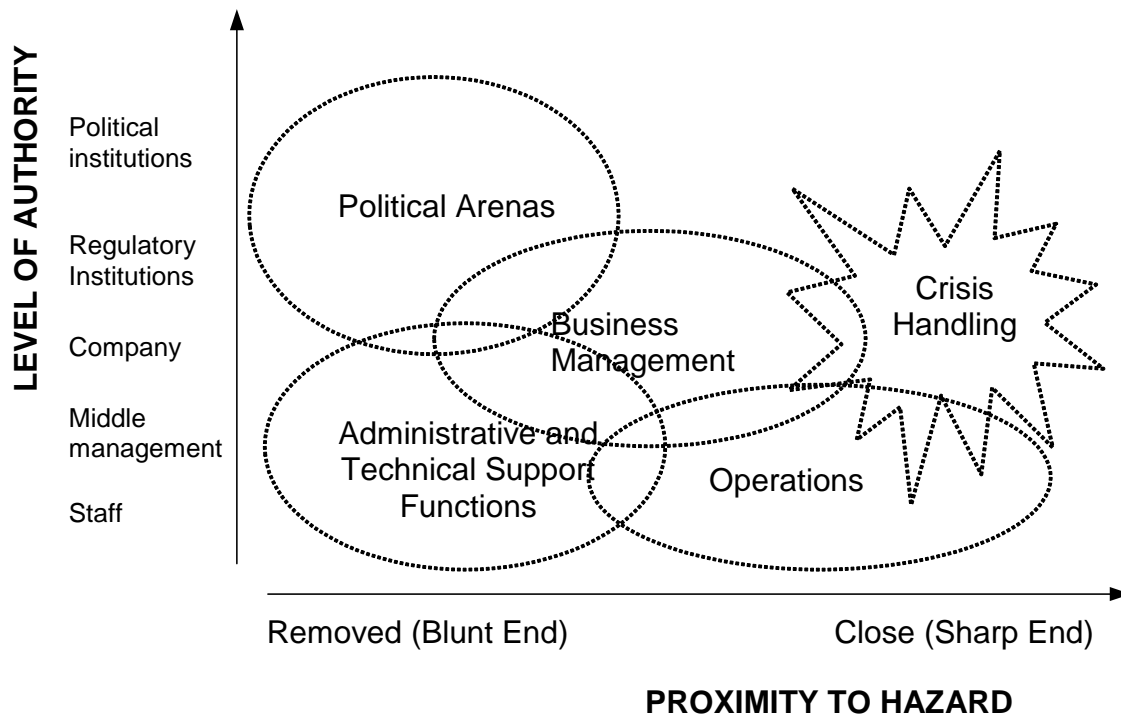 LEVEL OF AUTHORITY
Political
institutions
Regulatory
Institutions
Company
Middle
management
Staff
Political Arenas
Business
Management
Crisis
Handling
Administrative and
Technical Support
Functions
Operations
Removed (Blunt End)
Close (Sharp End)
PROXIMITY TO HAZARD